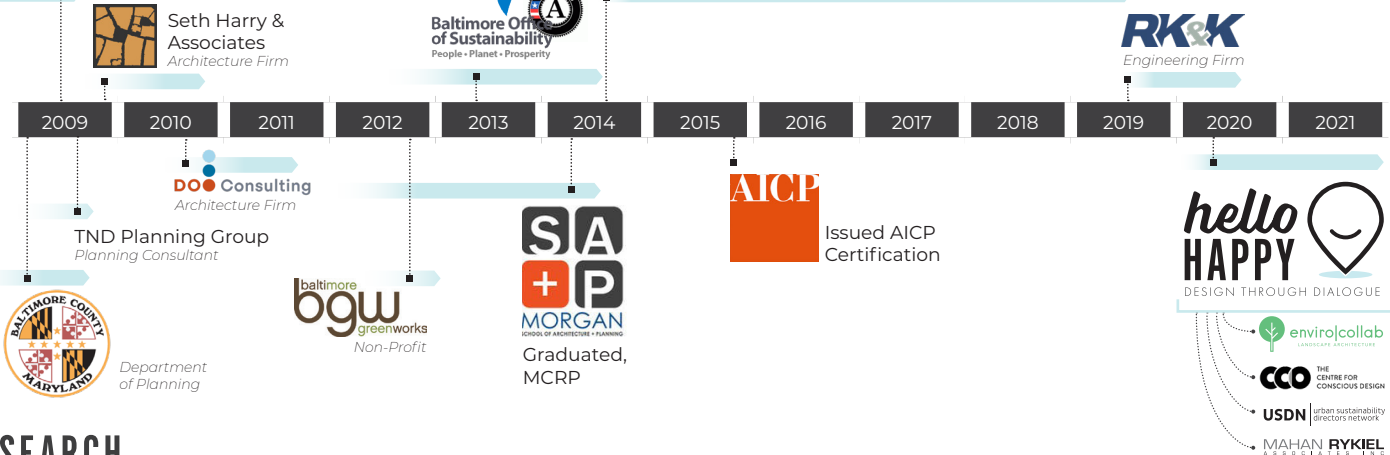 Seth Harry &
Associates
Architecture Firm
Baltimore Office
of Sustainability
People • Planet • Prosperity
A
RK&K
Engineering Firm
2009
2010
2011
2012
2013
2014
2015
2016
2017
2018
2019
2020
2021
DO Consulting
Architecture Firm
TND Planning Group
Planning Consultant
BALTIMORE COUNTY
MARYLAND
Department
of Planning
baltimore
bgw
greenworks
Non-Profit
SA
+P
MORGAN
SCHOOL OF ARCHITECTURE + PLANNING
Graduated,
MCRP
AICP
Issued AICP
Certification
hello
HAPPY
DESIGN THROUGH DIALOGUE
enviro|collab
LANDSCAPE ARCHITECTURE
CCO
THE
CENTRE FOR
CONSCIOUS DESIGN
USDN
urban sustainability
directors network
MAHAN RYKIEL
ASSOCIATES INC
SEARCH